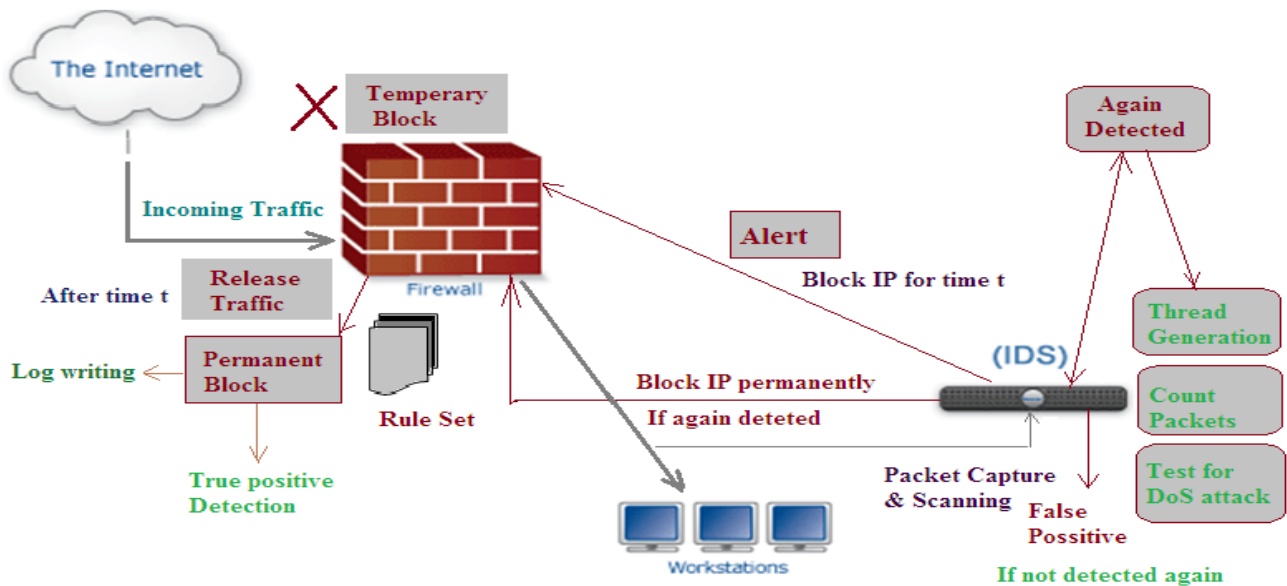 The Internet
Temperary
Block
Again
Detected
Incoming Traffic
Alert
Block IP for time t
Firewall
After time t
Release
Traffic
Thread
Generation
(IDS)
Permanent
Block
Log writing
Rule Set
Block IP permanently
If again deteted
Count
Packets
Packet Capture
& Scanning
Test for
DoS attack
True positive
Detection
False
Possitive
Workstations
If not detected again